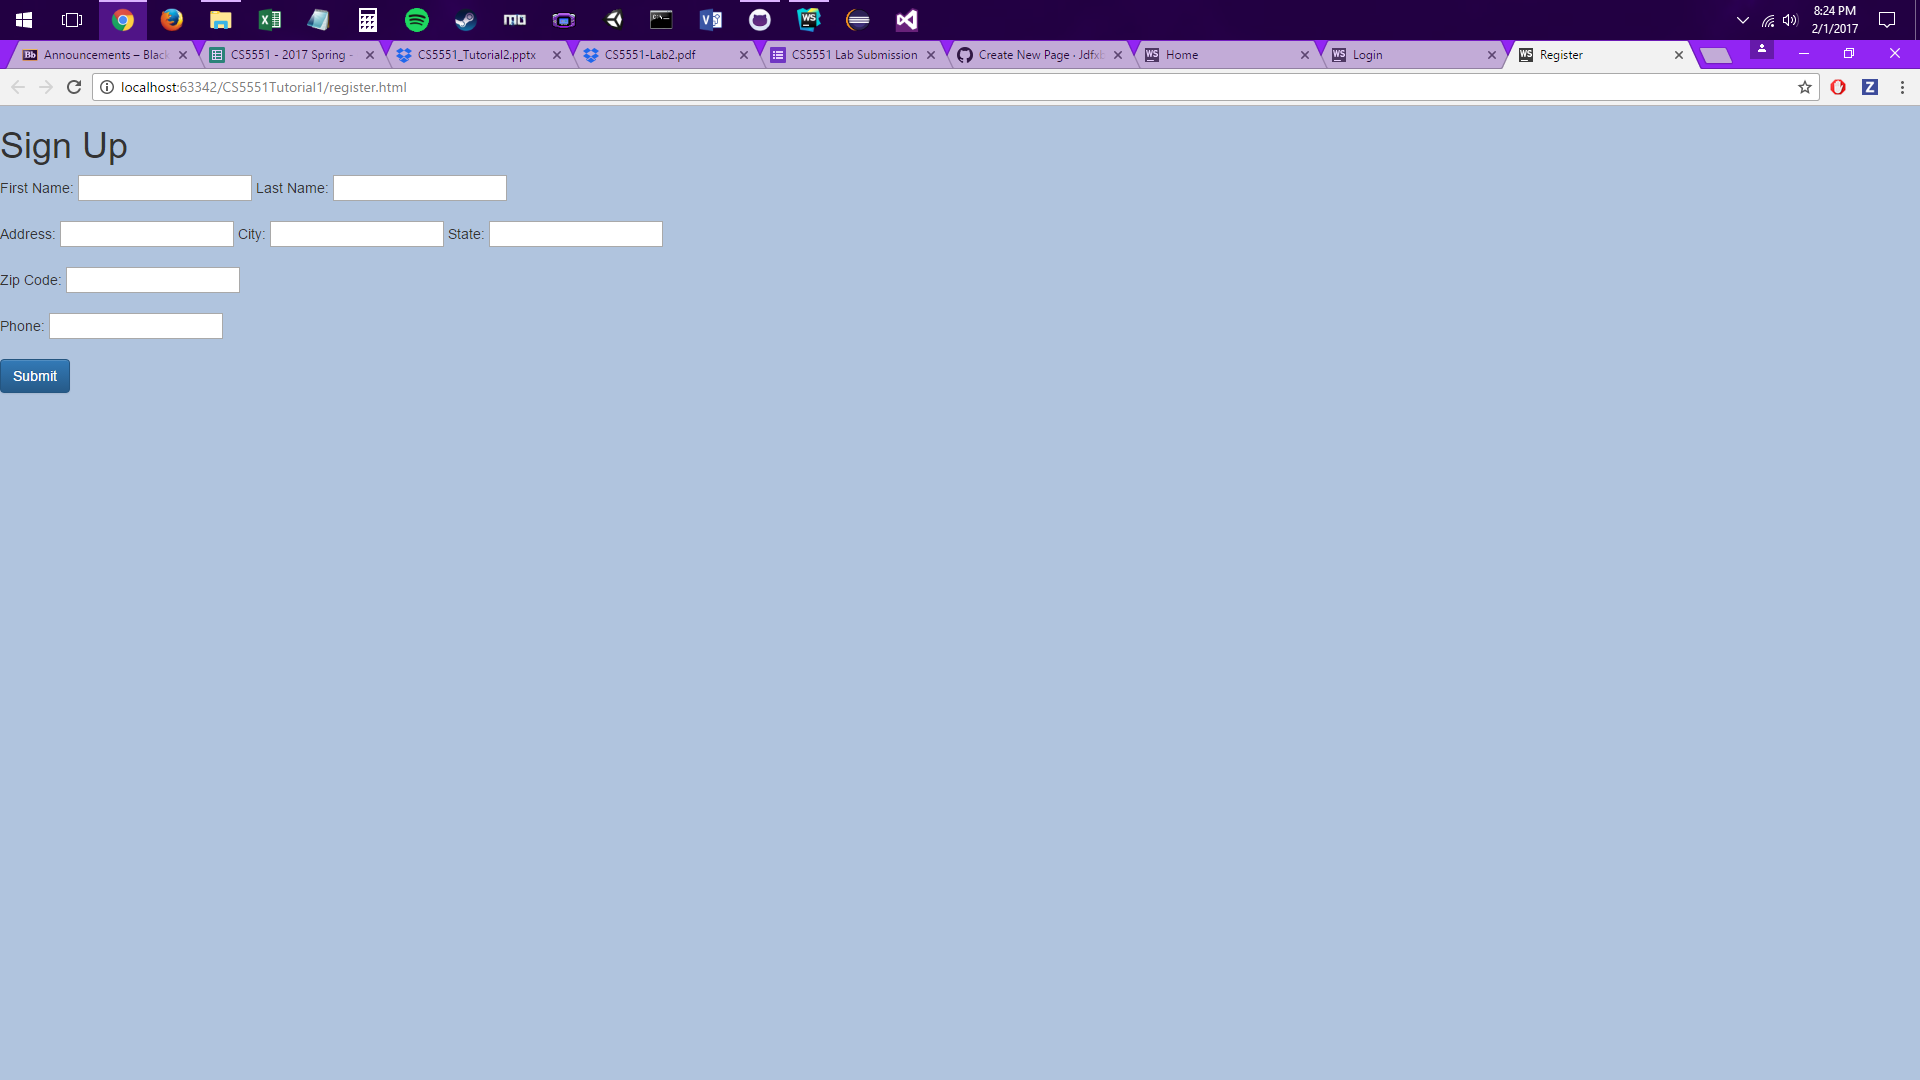 8:24 PM
2/1/2017
Announcements – Black
CS5551 - 2017 Spring -
CS5551_Tutorial2.pptx
CS5551-Lab2.pdf
CS5551 Lab Submission
Create New Page · Jdfx
Home
Login
Register
localhost:63342/CS5551Tutorial1/register.html
Sign Up
First Name: Last Name:
Address: City: State:
Zip Code:
Phone:
Submit